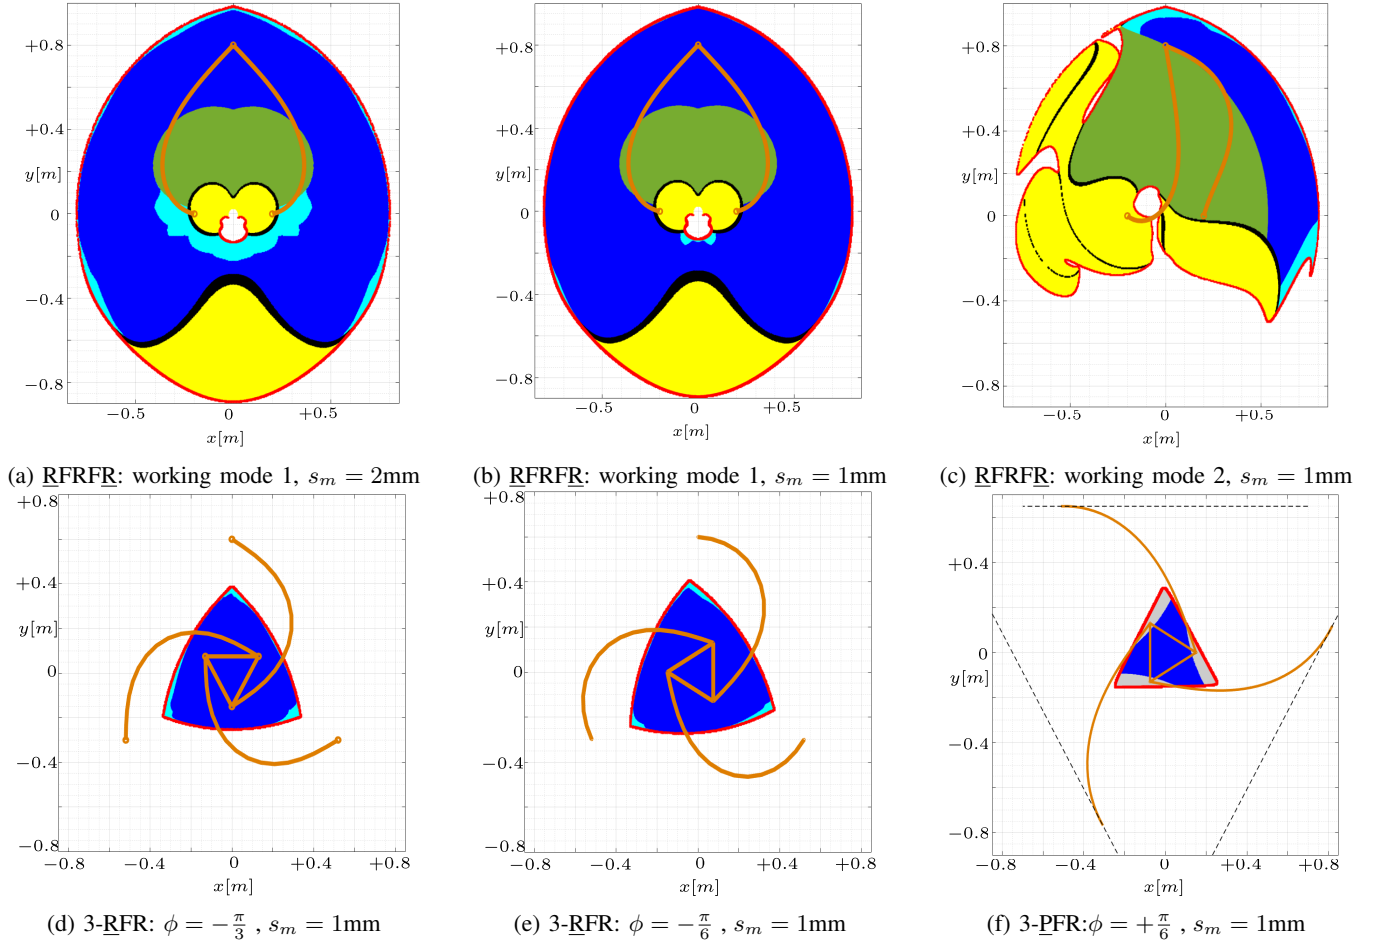 +0.8
+0.4
y[m]
0
−0.4
−0.8
−0.5
0
+0.5
x[m]
+0.8
+0.4
y[m]
0
−0.4
−0.8
−0.5
0
+0.5
x[m]
+0.8
+0.4
y[m]
0
−0.4
−0.8
−0.5
0
+0.5
x[m]
(a) RFRFR: working mode 1, s_m = 2mm
(b) RFRFR: working mode 1, s_m = 1mm
(c) RFRFR: working mode 2, s_m = 1mm
+0.8
+0.4
y[m]
0
−0.4
−0.8
−0.8
−0.4
0
+0.4
+0.8
x[m]
+0.8
+0.4
y[m]
0
−0.4
−0.8
−0.8
−0.4
0
+0.4
+0.8
x[m]
+0.4
0
y[m]
−0.4
−0.8
−0.8
−0.4
0
+0.4
+0.8
x[m]
(d) 3-RFR: ϕ = −π/3 , s_m = 1mm
(e) 3-RFR: ϕ = −π/6 , s_m = 1mm
(f) 3-PFR:ϕ = +π/6 , s_m = 1mm